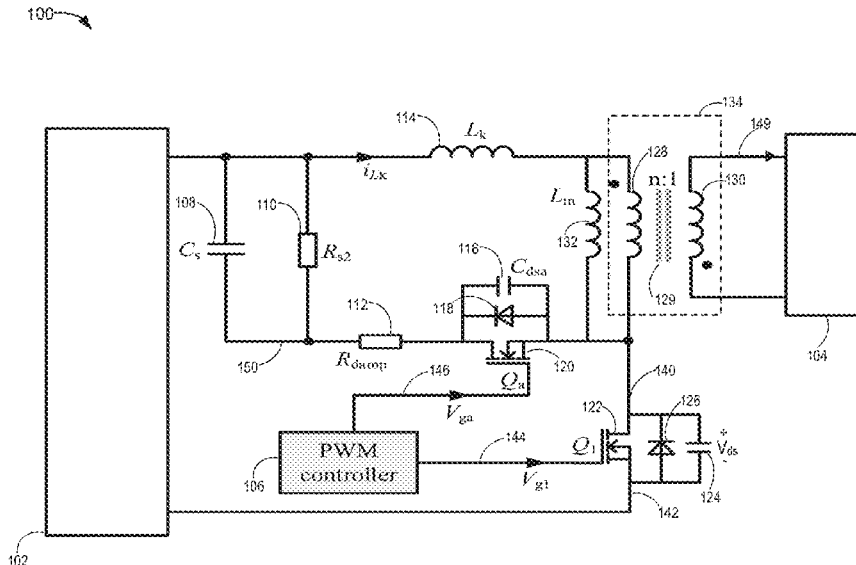 100
134
114
Lk
149
128
n:1
130
iLk
108
110
Lm
Cs
Rs2
116
Cdsa
132
118
112
129
150
Rdamp
120
104
146
Qa
140
Vga
122
126
+
PWM
144
Q1
Vds
controller
-
106
Vg1
142
124
102